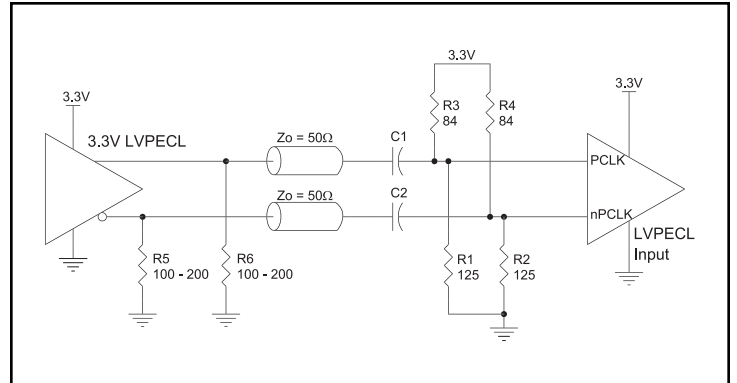 3.3V
3.3V LVPECL
Zo = 50Ω
Zo = 50Ω
C1
C2
3.3V
R3
84
R4
84
3.3V
PCLK
nPCLK
LVPECL
Input
R5
100 - 200
R6
100 - 200
R1
125
R2
125